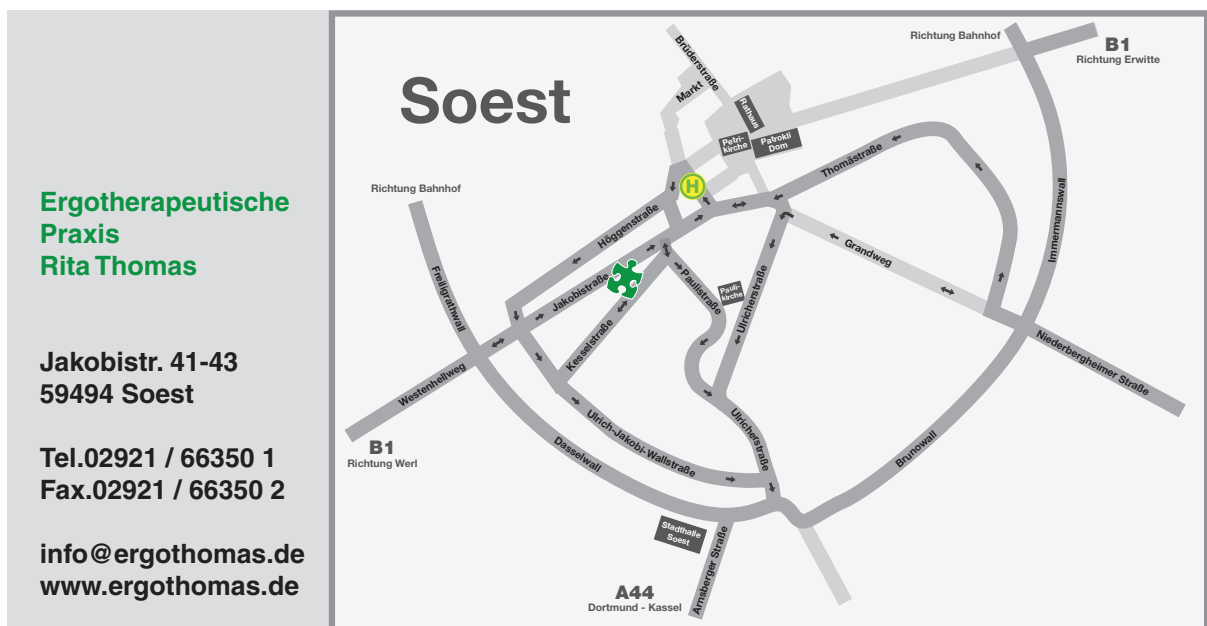 Ergotherapeutische
Praxis
Rita Thomas
Jakobistr. 41-43
59494 Soest
Tel.02921 / 66350 1
Fax.02921 / 66350 2
info@ergothomas.de
www.ergothomas.de
Soest
Richtung Bahnhof
B1
Richtung Erwitte
Brüderstraße
Markt
Rathaus
Petri-
kirche
Patrokli
Dom
Thomästraße
H
Richtung Bahnhof
Höggenstraße
Immermannswall
Grandweg
Freiligrathwall
Jakobistraße
Paulistraße
Pauli-
kirche
Ulricherstraße
Kesselstraße
Niederbergheimer Straße
Westenhellweg
B1
Richtung Werl
Ulrich-Jakobi-Wallstraße
Ulricherstraße
Dasselwall
Brunowall
Stadthalle
Soest
Arnsberger Straße
A44
Dortmund - Kassel